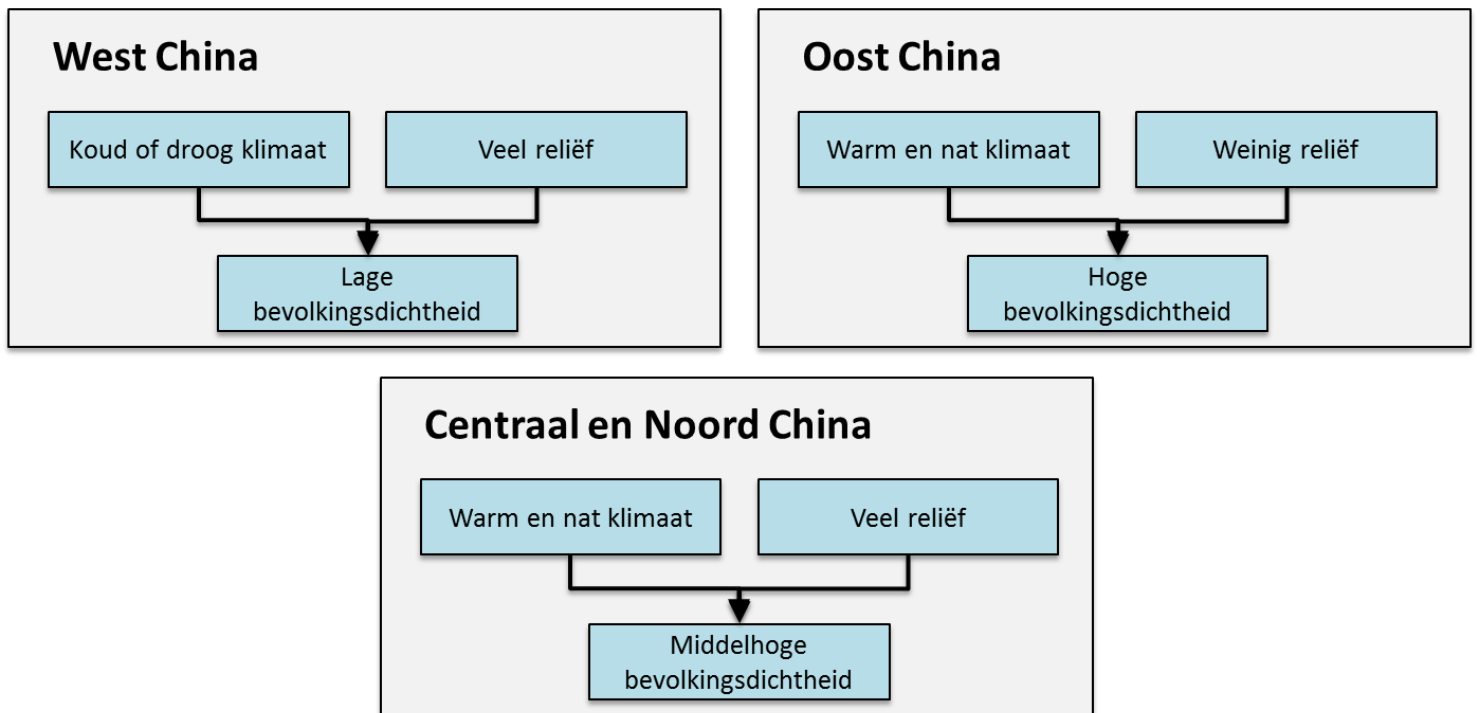 West China
Koud of droog klimaat
Veel reliëf
Lage
bevolkingsdichtheid
Oost China
Warm en nat klimaat
Weinig reliëf
Hoge
bevolkingsdichtheid
Centraal en Noord China
Warm en nat klimaat
Veel reliëf
Middelhoge
bevolkingsdichtheid